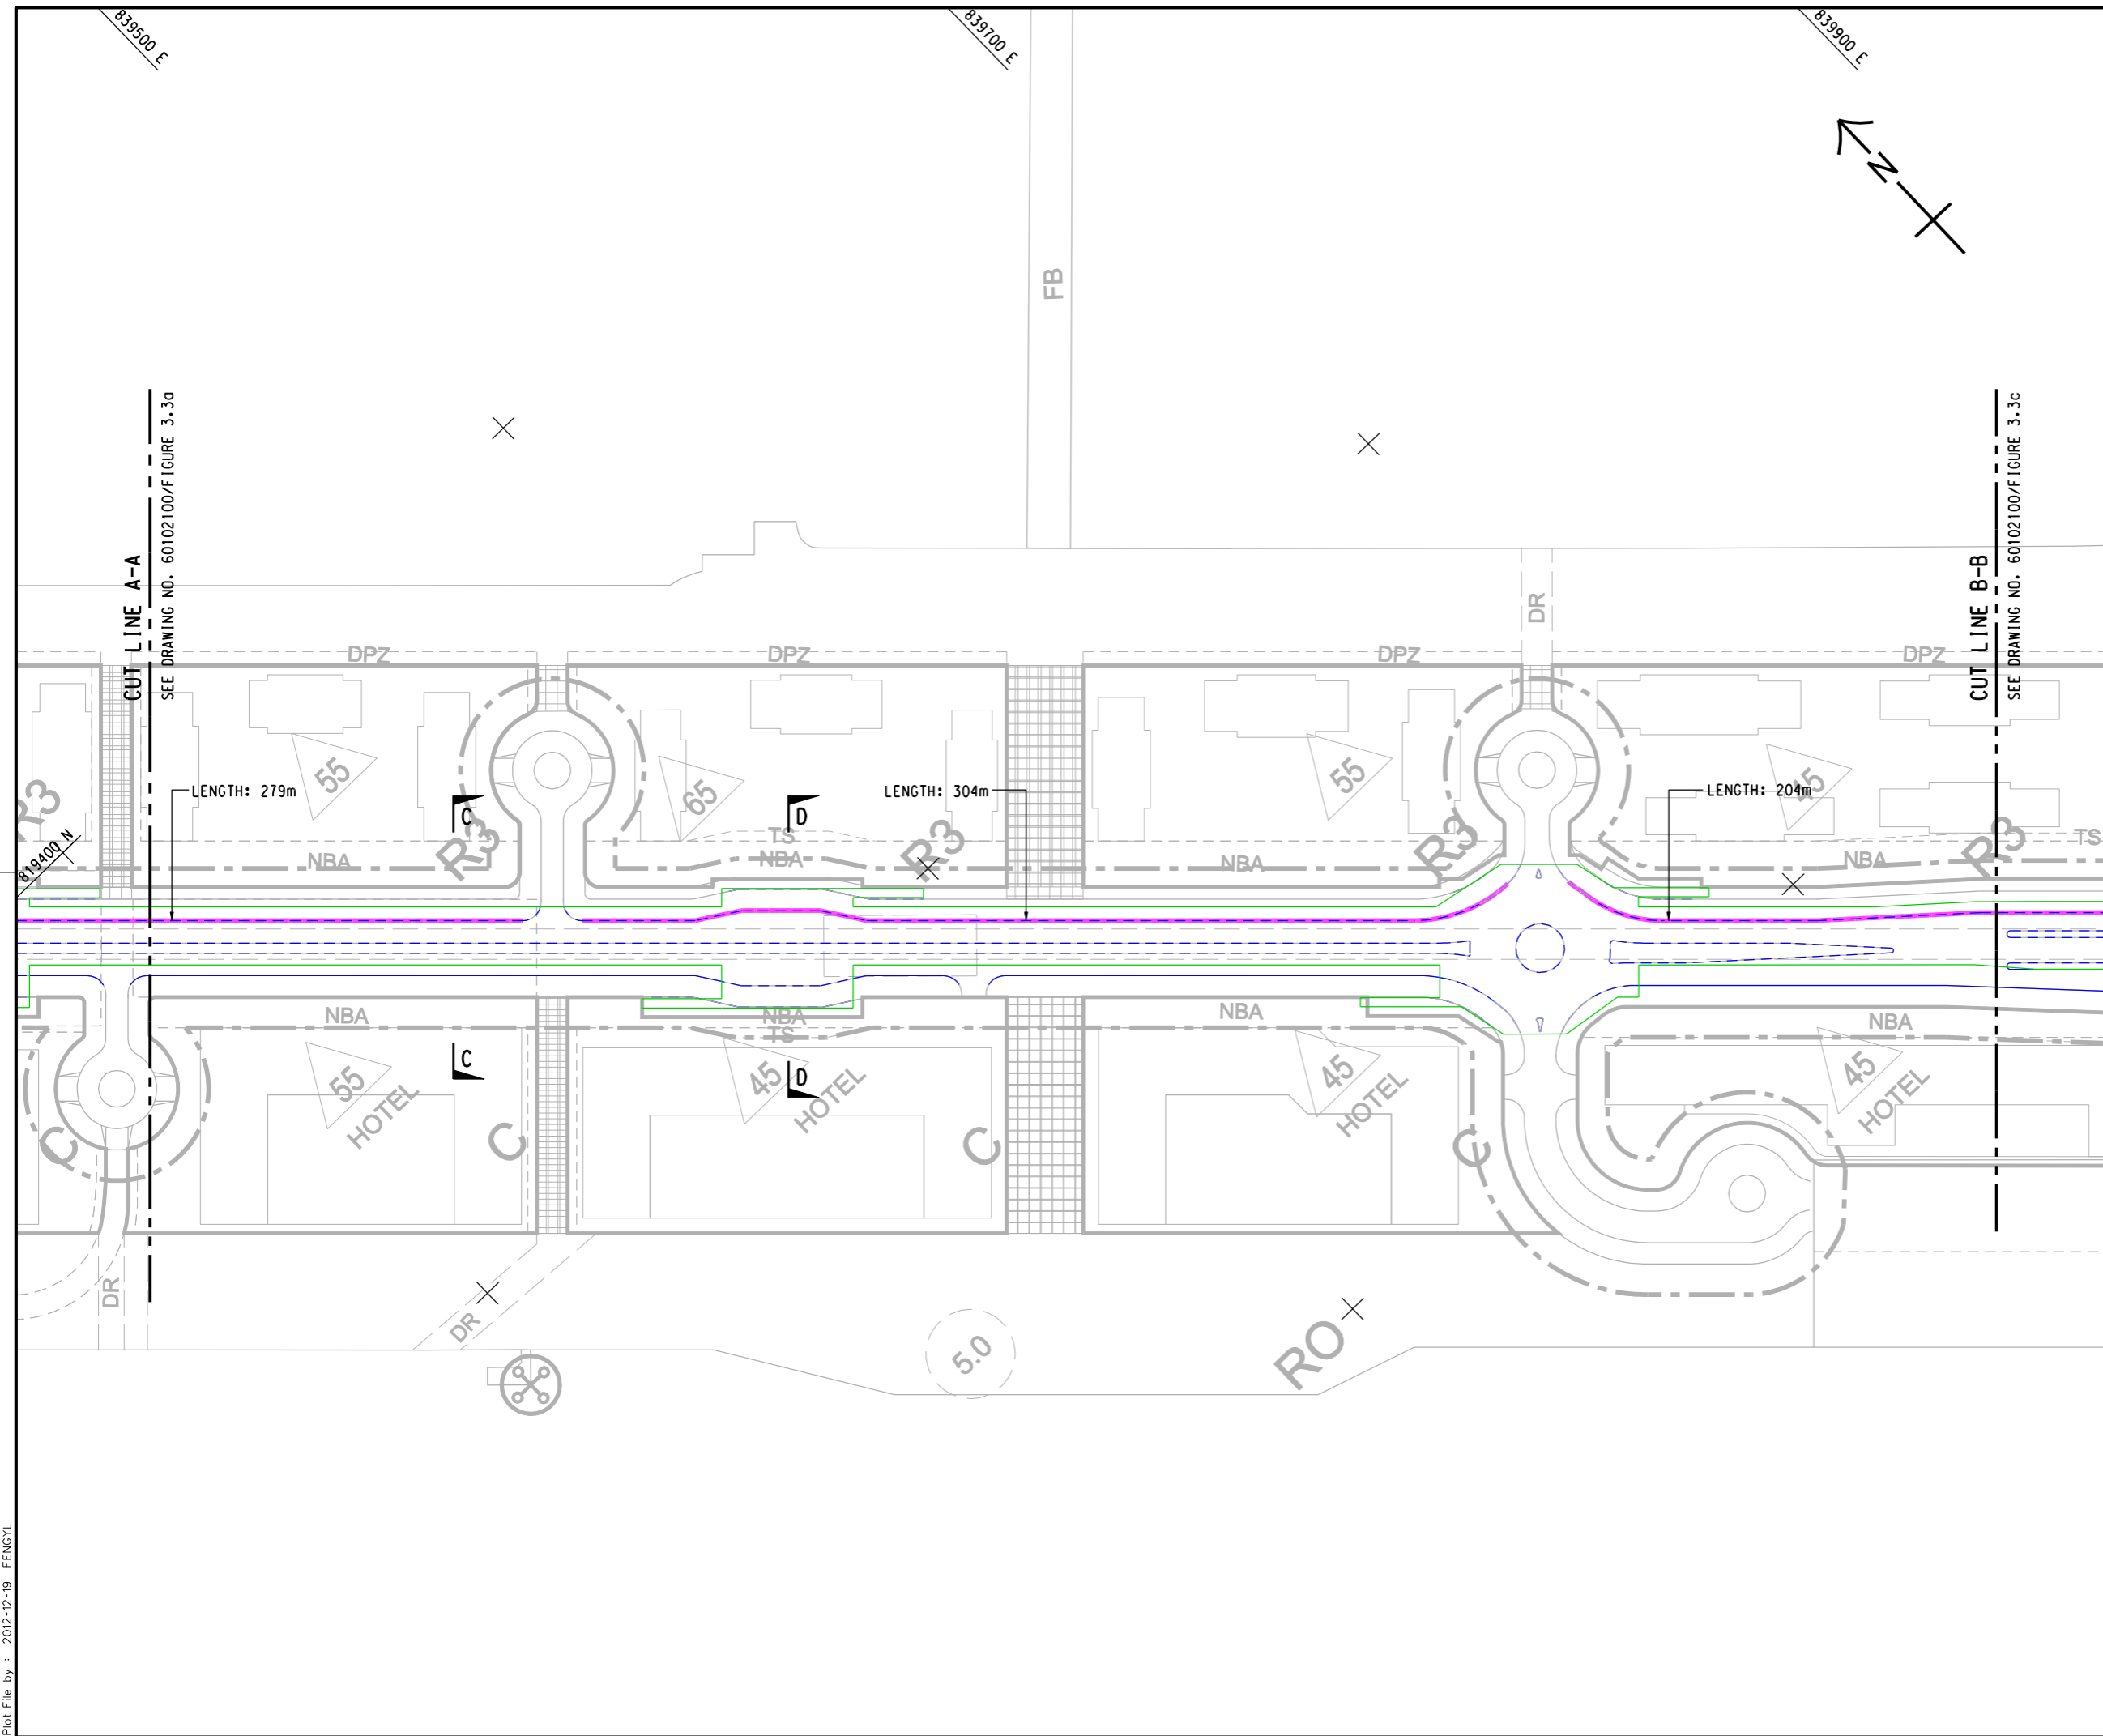 839500 E
839700 E
839900 E
N
FB
CUT LINE A-A
SEE DRAWING NO. 60102100/FIGURE 3.3a
CUT LINE B-B
SEE DRAWING NO. 60102100/FIGURE 3.3c
DR
DPZ
DPZ
DPZ
DPZ
55
65
55
45
LENGTH: 279m
LENGTH: 304m
LENGTH: 204m
C
D
R3
R3
R3
R3
R3
TS
TS
819400 N
NBA
NBA
NBA
NBA
NBA
NBA
NBA
NBA
TS
C
D
55
HOTEL
45
HOTEL
45
HOTEL
45
HOTEL
C
C
C
C
DR
DR
5.0
RO
Plot File by : 2012-12-19 FENGYL